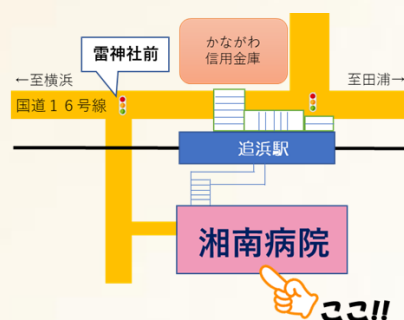 かながわ
信用金庫
雷神社前
←至横浜
至田浦→
国道１６号線
追浜駅
湘南病院
ここ!!